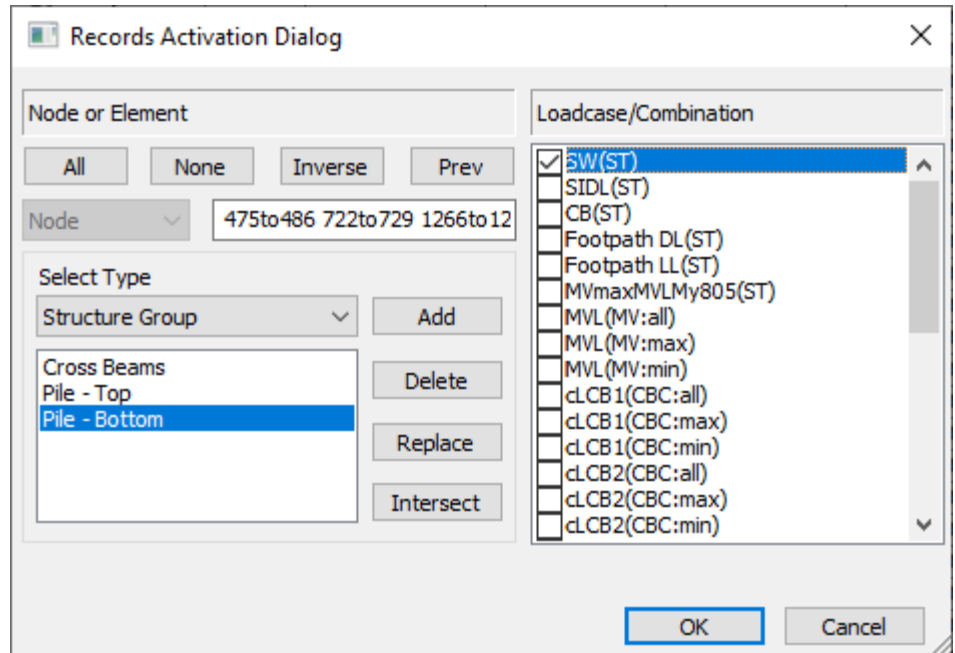 Records Activation Dialog
Node or Element
All None Inverse Prev
Node 475to486 722to729 1266to12
Select Type
Structure Group Add
Cross Beams
Pile - Top
Pile - Bottom
Delete
Replace
Intersect
Loadcase/Combination
SW(ST)
SIDL(ST)
CB(ST)
Footpath DL(ST)
Footpath LL(ST)
MVmaxMVLMy805(ST)
MVL(MV:all)
MVL(MV:max)
MVL(MV:min)
cLCB1(CBC:all)
cLCB1(CBC:max)
cLCB1(CBC:min)
cLCB2(CBC:all)
cLCB2(CBC:max)
cLCB2(CBC:min)
OK Cancel